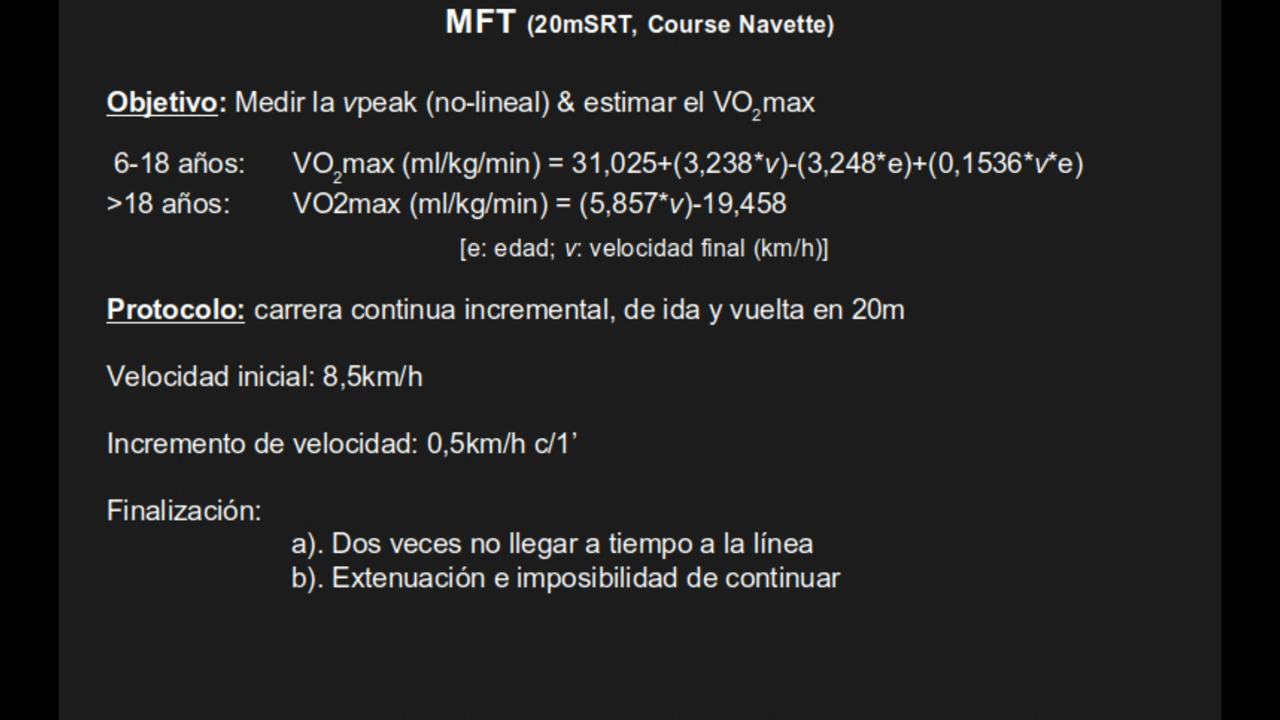 MFT (20mSRT, Course Navette)
Objetivo: Medir la vpeak (no-lineal) & estimar el VO₂max
6-18 años: VO₂max (ml/kg/min) = 31,025+(3,238*v)-(3,248*e)+(0,1536*v*e)
>18 años: VO2max (ml/kg/min) = (5,857*v)-19,458
[e: edad; v: velocidad final (km/h)]
Protocolo: carrera continua incremental, de ida y vuelta en 20m
Velocidad inicial: 8,5km/h
Incremento de velocidad: 0,5km/h c/1’
Finalización:
a). Dos veces no llegar a tiempo a la línea
b). Extenuación e imposibilidad de continuar